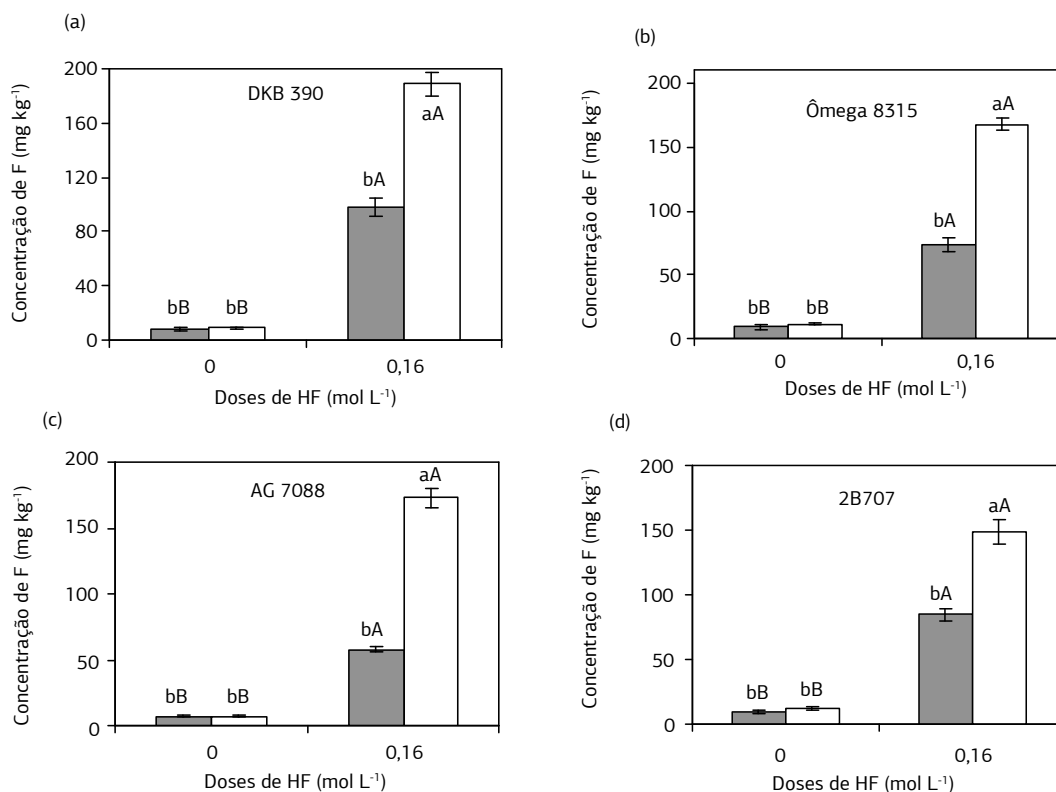 (a)
Concentração de F (mg kg⁻¹)
200
160
120
80
40
0
DKB 390
bB
bB
bA
aA
0
0,16
Doses de HF (mol L⁻¹)
(b)
Concentração de F (mg kg⁻¹)
200
150
100
50
0
Ômega 8315
bB
bB
bA
aA
0
0,16
Doses de HF (mol L⁻¹)
(c)
Concentração de F (mg kg⁻¹)
200
150
100
50
0
AG 7088
bB
bB
bA
aA
0
0,16
Doses de HF (mol L⁻¹)
(d)
Concentração de F (mg kg⁻¹)
200
150
100
50
0
2B707
bB
bB
bA
aA
0
0,16
Doses de HF (mol L⁻¹)